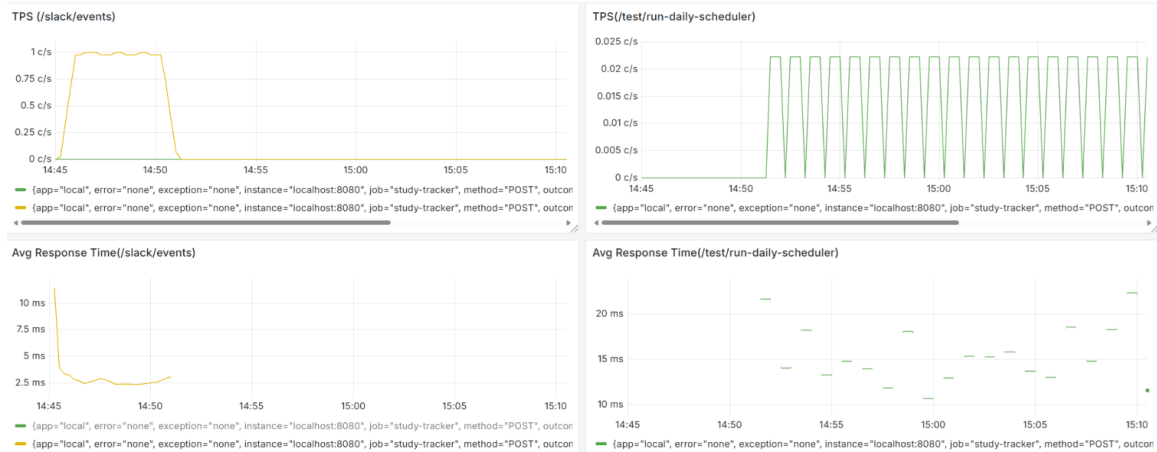 TPS (/slack/events)
1 c/s
0.75 c/s
0.5 c/s
0.25 c/s
0 c/s
14:45 14:50 14:55 15:00 15:05 15:10
{app="local", error="none", exception="none", instance="localhost:8080", job="study-tracker", method="POST", outcon
{app="local", error="none", exception="none", instance="localhost:8080", job="study-tracker", method="POST", outcon
TPS(/test/run-daily-scheduler)
0.025 c/s
0.02 c/s
0.015 c/s
0.01 c/s
0.005 c/s
0 c/s
14:45 14:50 14:55 15:00 15:05 15:10
{app="local", error="none", exception="none", instance="localhost:8080", job="study-tracker", method="POST", outcon
Avg Response Time(/slack/events)
10 ms
7.5 ms
5 ms
2.5 ms
14:45 14:50 14:55 15:00 15:05 15:10
{app="local", error="none", exception="none", instance="localhost:8080", job="study-tracker", method="POST", outcon
{app="local", error="none", exception="none", instance="localhost:8080", job="study-tracker", method="POST", outcon
Avg Response Time(/test/run-daily-scheduler)
20 ms
15 ms
10 ms
14:45 14:50 14:55 15:00 15:05 15:10
{app="local", error="none", exception="none", instance="localhost:8080", job="study-tracker", method="POST", outcon